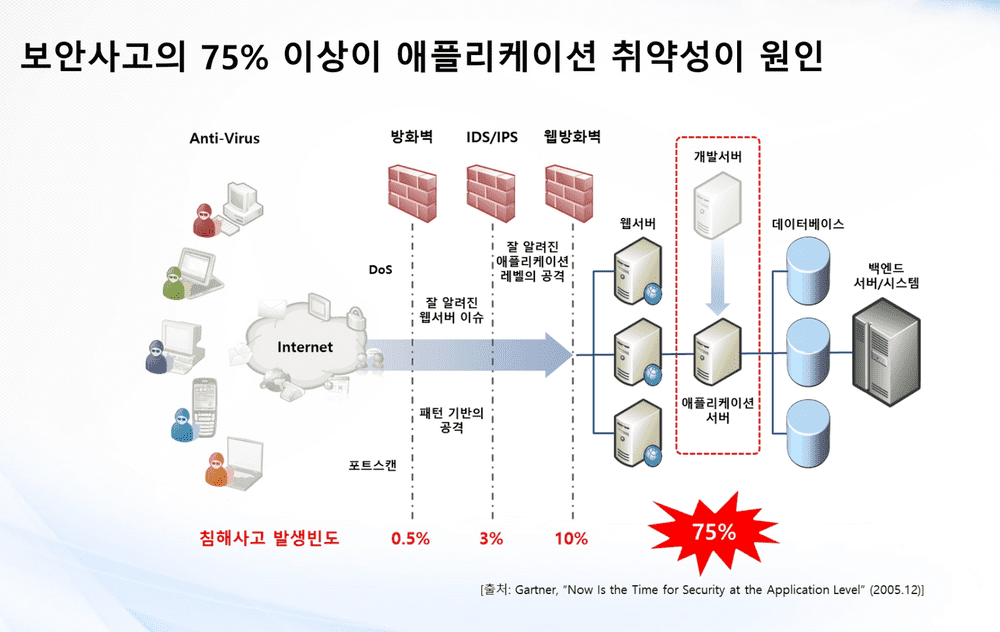 보안사고의 75% 이상이 애플리케이션 취약성이 원인
Anti-Virus
방화벽
IDS/IPS
웹방화벽
개발서버
웹서버
데이터베이스
잘 알려진
애플리케이션
레벨의 공격
DoS
백엔드
서버/시스템
잘 알려진
웹서버 이슈
Internet
애플리케이션
서버
패턴 기반의
공격
포트스캔
침해사고 발생빈도
0.5%
3%
10%
75%
[출처: Gartner, "Now Is the Time for Security at the Application Level" (2005.12)]